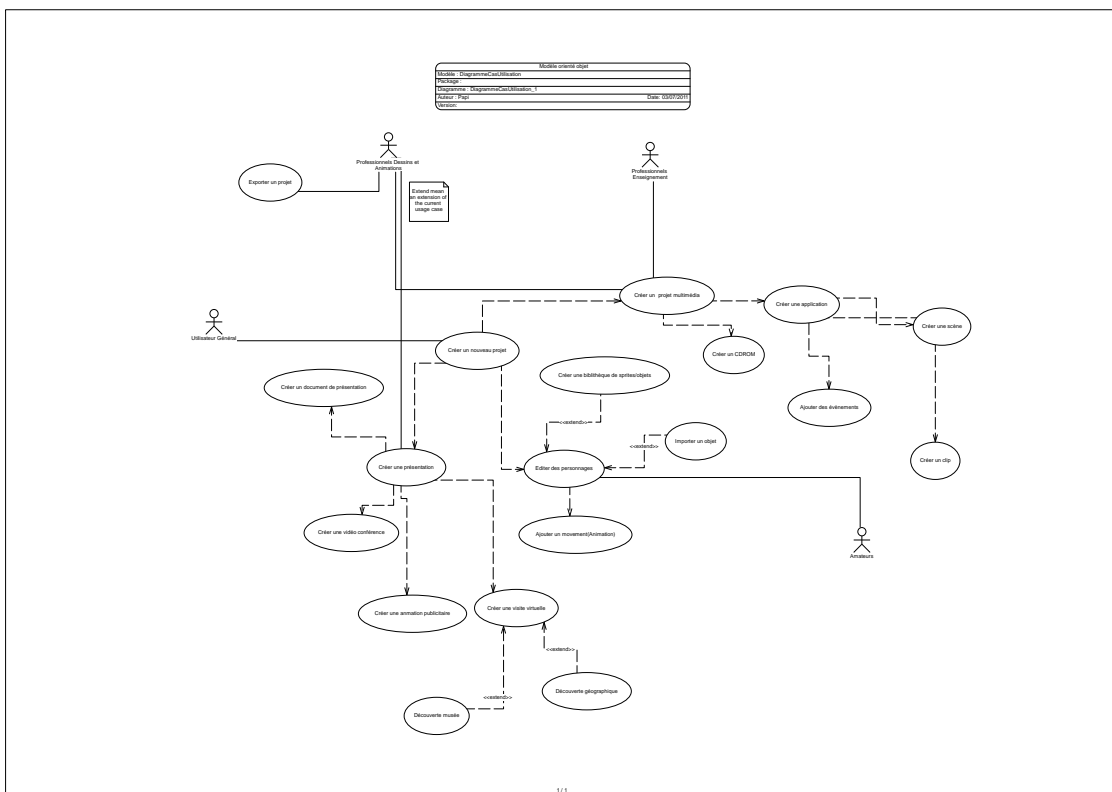 Modèle orienté objet
Modèle : DiagrammeCasUtilisation
Package :
Diagramme : DiagrammeCasUtilisation_1
Auteur : Papi Date: 03/07/2011
Version:
Professionnels Dessins et
Animations
Professionnels
Enseignement
Exporter un projet
Extend mean
an extension of
the current
usage case
Créer un projet multimédia
Créer une application
Créer une scène
Utilisateur Général
Créer un nouveau projet
Créer un CDROM
Créer une biblithèque de sprites/objets
Créer un document de présentation
Ajouter des évènements
<<extend>>
Importer un objet
<<extend>>
Créer un clip
Créer une présentation
Editer des personnages
Créer une vidéo conférence
Ajouter un movement(Animation)
Amateurs
Créer une anmation publicitaire
Créer une visite virtuelle
<<extend>>
Découverte géographique
<<extend>>
Découverte musée
1/ 1